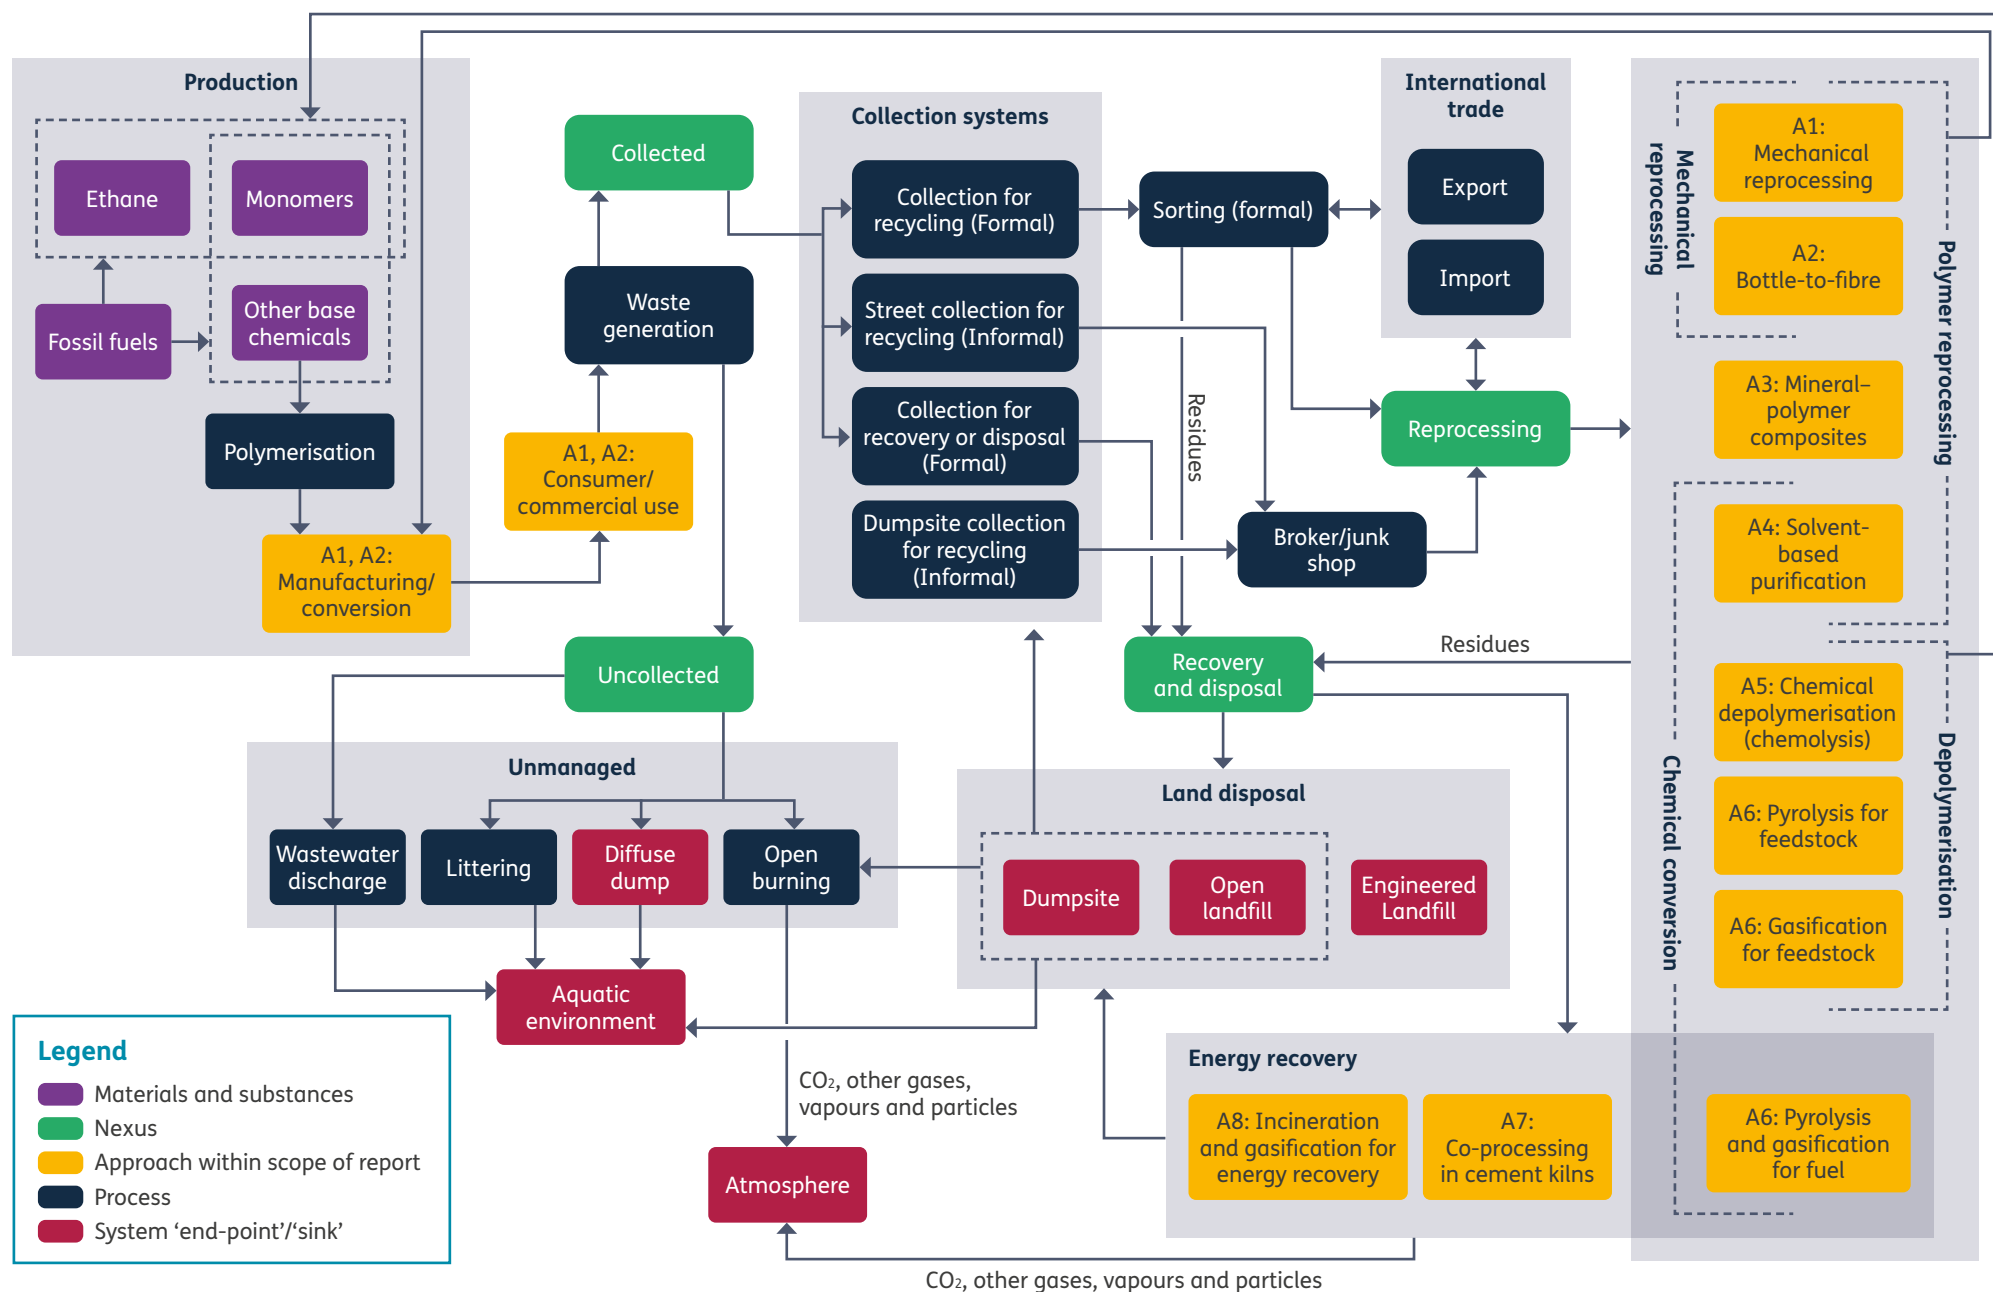 Production
Ethane
Monomers
Fossil fuels
Other base
chemicals
Polymerisation
A1, A2:
Manufacturing/
conversion
Collected
Waste
generation
A1, A2:
Consumer/
commercial use
Uncollected
Collection systems
Collection for
recycling (Formal)
Street collection for
recycling (Informal)
Collection for
recovery or disposal
(Formal)
Dumpsite collection
for recycling
(Informal)
Sorting (formal)
Residues
Broker/junk
shop
International
trade
Export
Import
Reprocessing
Recovery
and disposal
Residues
Mechanical
reprocessing
Polymer reprocessing
A1:
Mechanical
reprocessing
A2:
Bottle-to-fibre
A3: Mineral–
polymer
composites
A4: Solvent-
based
purification
Chemical conversion
Depolymerisation
A5: Chemical
depolymerisation
(chemolysis)
A6: Pyrolysis for
feedstock
A6: Gasification
for feedstock
Unmanaged
Wastewater
discharge
Littering
Diffuse
dump
Open
burning
Aquatic
environment
Land disposal
Dumpsite
Open
landfill
Engineered
Landfill
Energy recovery
A8: Incineration
and gasification for
energy recovery
A7:
Co-processing
in cement kilns
A6: Pyrolysis
and gasification
for fuel
CO₂, other gases,
vapours and particles
Atmosphere
CO₂, other gases, vapours and particles
Legend
Materials and substances
Nexus
Approach within scope of report
Process
System ‘end-point’/‘sink’